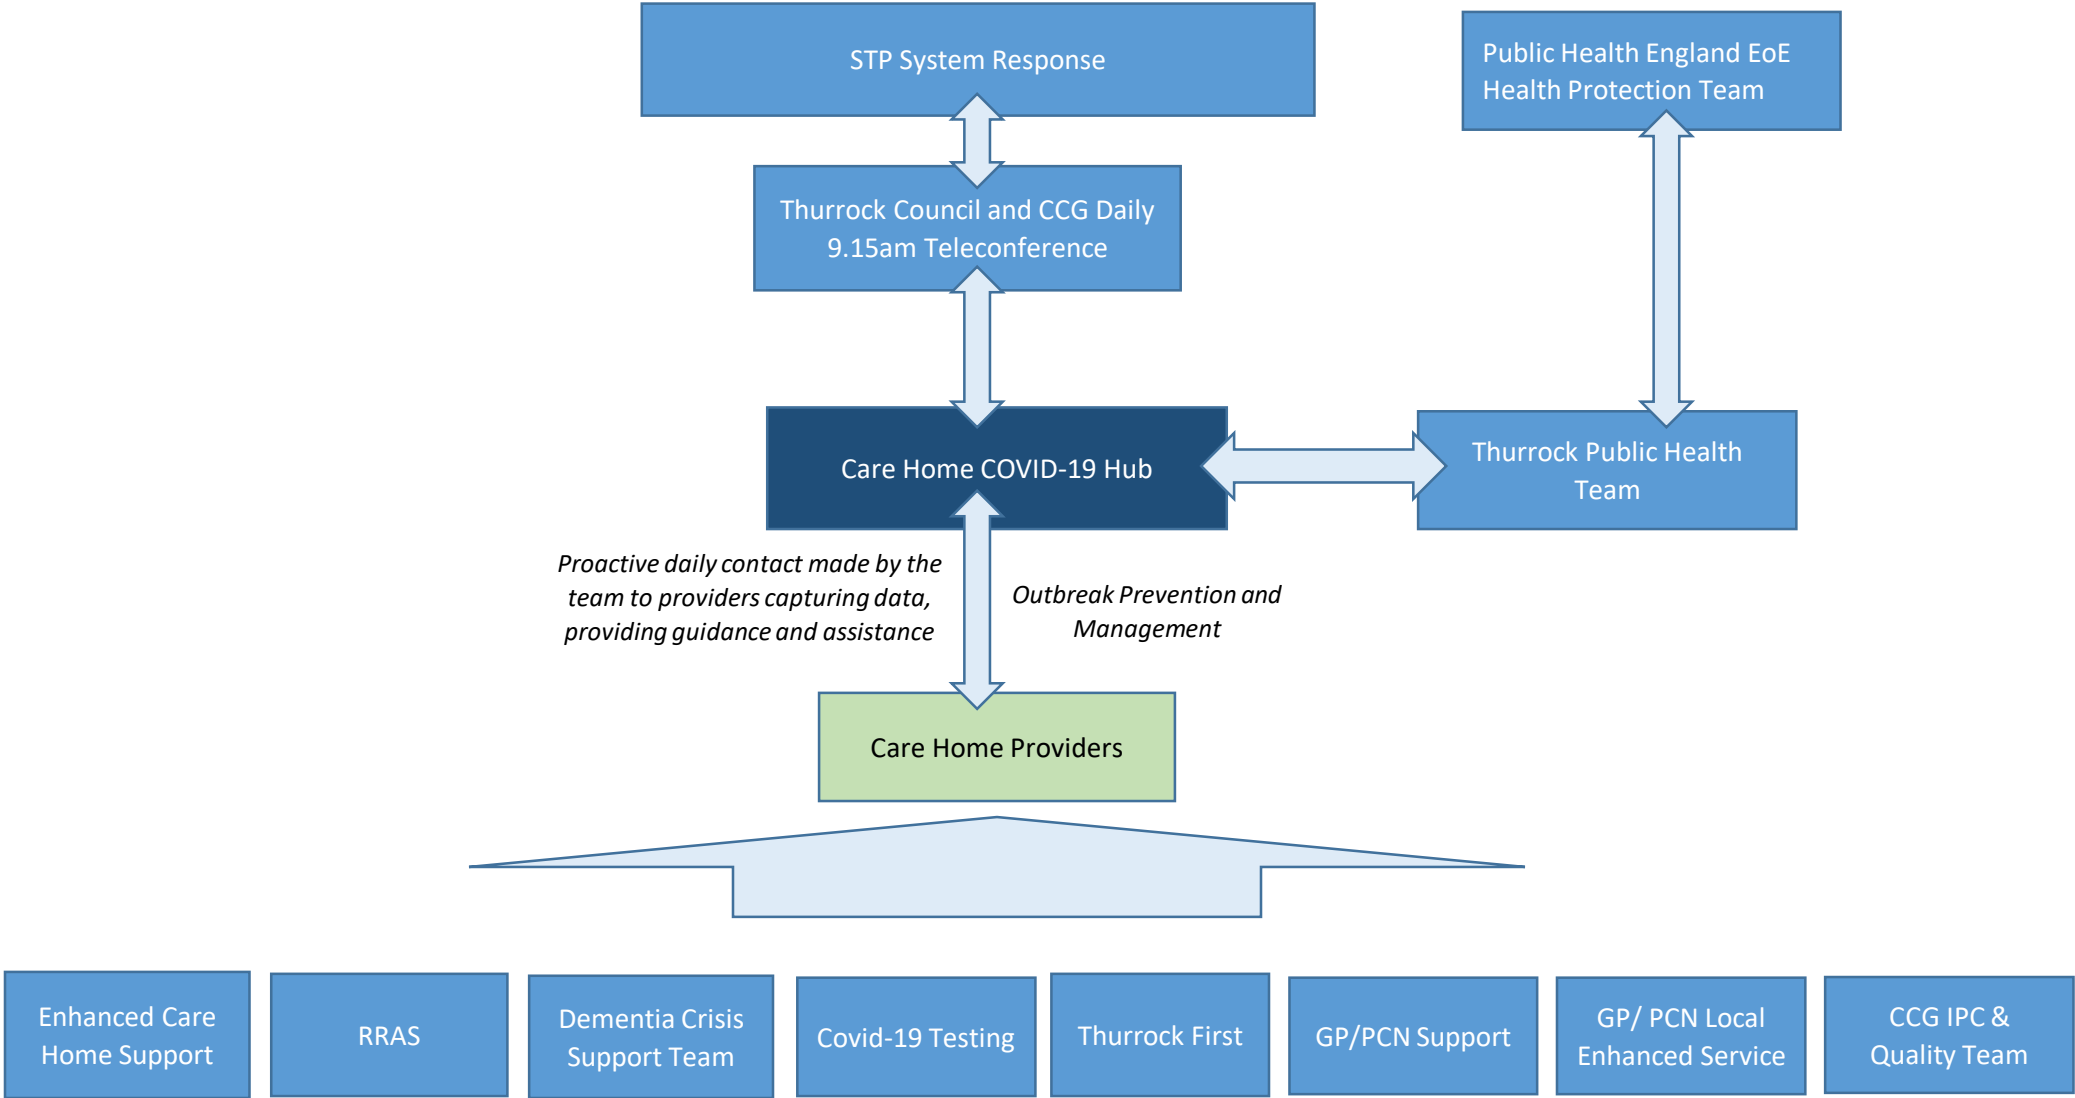 STP System Response
Public Health England EoE
Health Protection Team
Thurrock Council and CCG Daily
9.15am Teleconference
Care Home COVID-19 Hub
Thurrock Public Health
Team
Proactive daily contact made by the
team to providers capturing data,
providing guidance and assistance
Outbreak Prevention and
Management
Care Home Providers
Enhanced Care
Home Support
RRAS
Dementia Crisis
Support Team
Covid-19 Testing
Thurrock First
GP/PCN Support
GP/ PCN Local
Enhanced Service
CCG IPC &
Quality Team